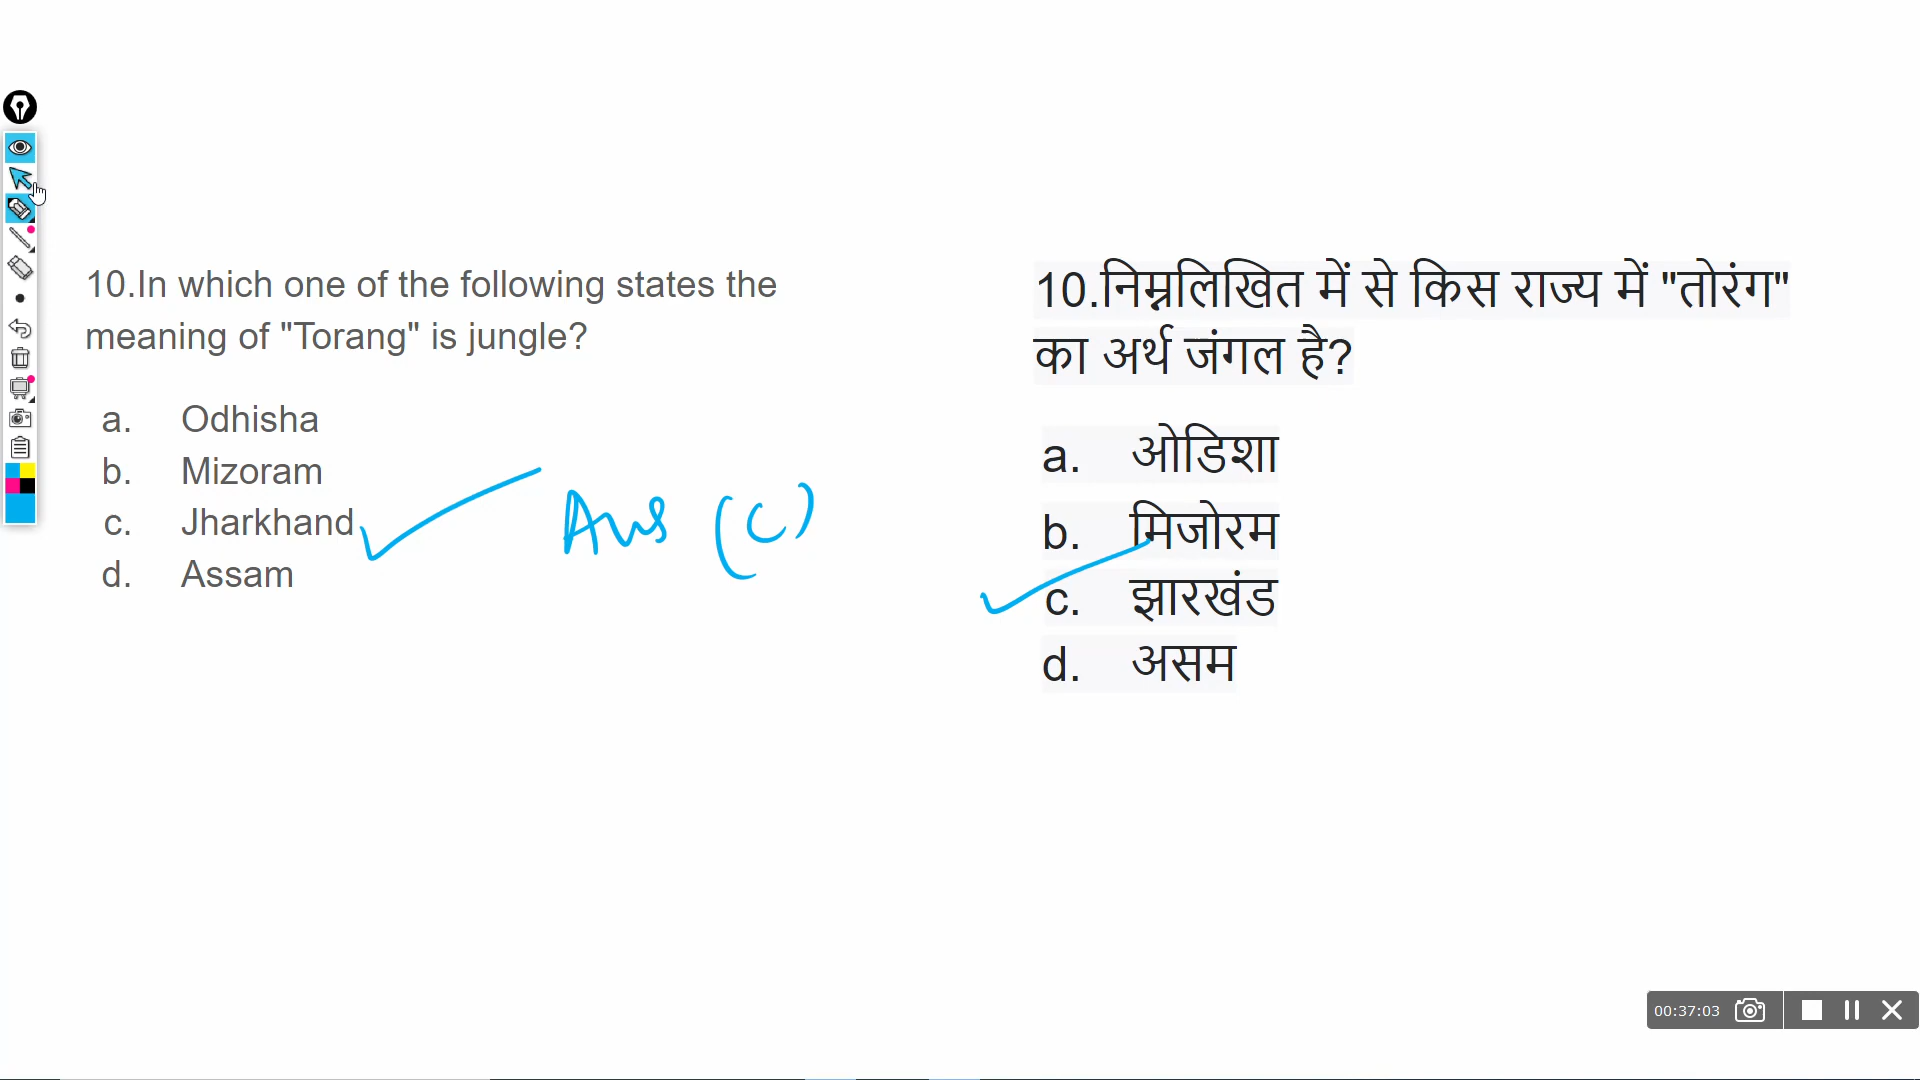 10.In which one of the following states the
meaning of "Torang" is jungle?
a. Odhisha
b. Mizoram
c. Jharkhand
d. Assam
Ans (c)
10.निम्नलिखित में से किस राज्य में "तोरंग"
का अर्थ जंगल है?
a. ओडिशा
b. मिजोरम
c. झारखंड
d. असम
00:37:03